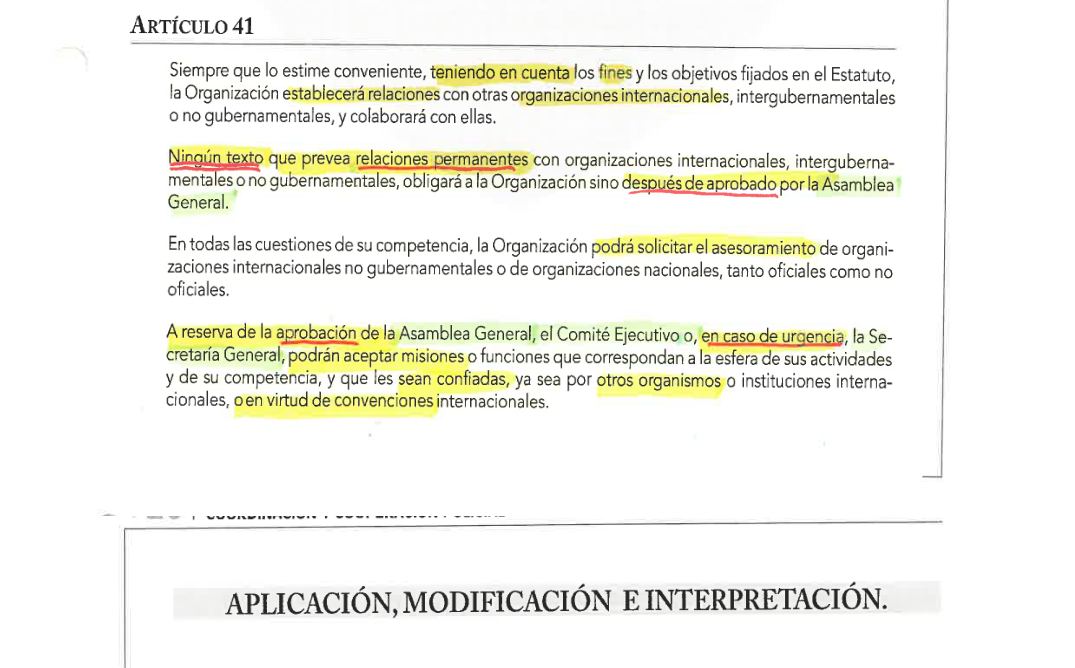 ARTÍCULO 41
Siempre que lo estime conveniente, teniendo en cuenta los fines y los objetivos fijados en el Estatuto,
la Organización establecerá relaciones con otras organizaciones internacionales, intergubernamentales
o no gubernamentales, y colaborará con ellas.
Ningún texto que prevea relaciones permanentes con organizaciones internacionales, interguberna-
mentales o no gubernamentales, obligará a la Organización sino después de aprobado por la Asamblea
General.
En todas las cuestiones de su competencia, la Organización podrá solicitar el asesoramiento de organi-
zaciones internacionales no gubernamentales o de organizaciones nacionales, tanto oficiales como no
oficiales.
A reserva de la aprobación de la Asamblea General, el Comité Ejecutivo o, en caso de urgencia, la Se-
cretaría General, podrán aceptar misiones o funciones que correspondan a la esfera de sus actividades
y de su competencia, y que les sean confiadas, ya sea por otros organismos o instituciones interna-
cionales, o en virtud de convenciones internacionales.
APLICACIÓN, MODIFICACIÓN E INTERPRETACIÓN.